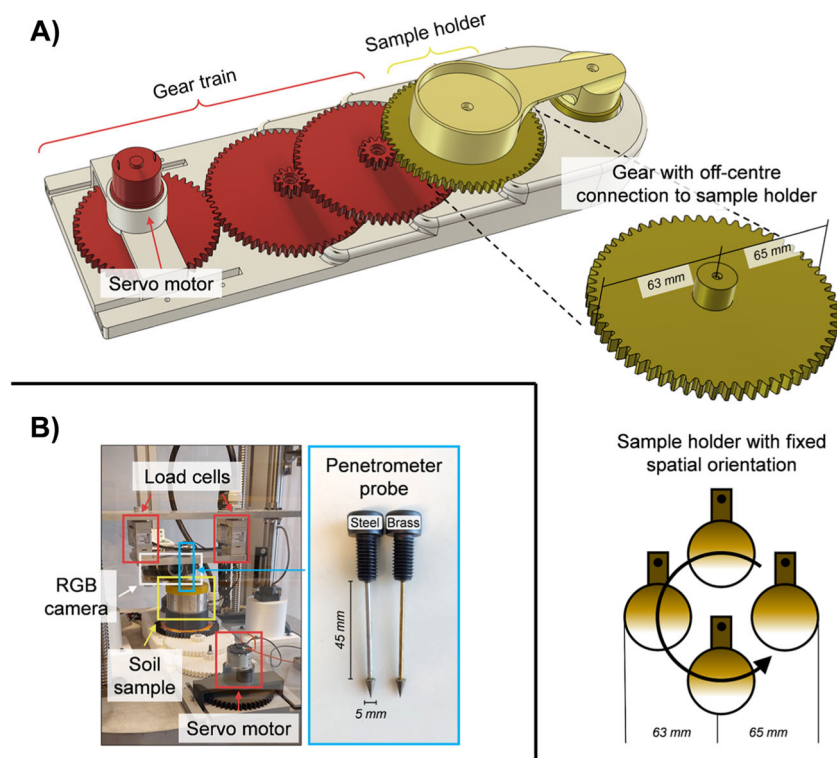 A)
Sample holder
Gear train
Servo motor
Gear with off-centre
connection to sample holder
63 mm
65 mm
B)
Load cells
RGB
camera
Soil
sample
Servo motor
Penetrometer
probe
Steel
Brass
45 mm
5 mm
Sample holder with fixed
spatial orientation
63 mm
65 mm